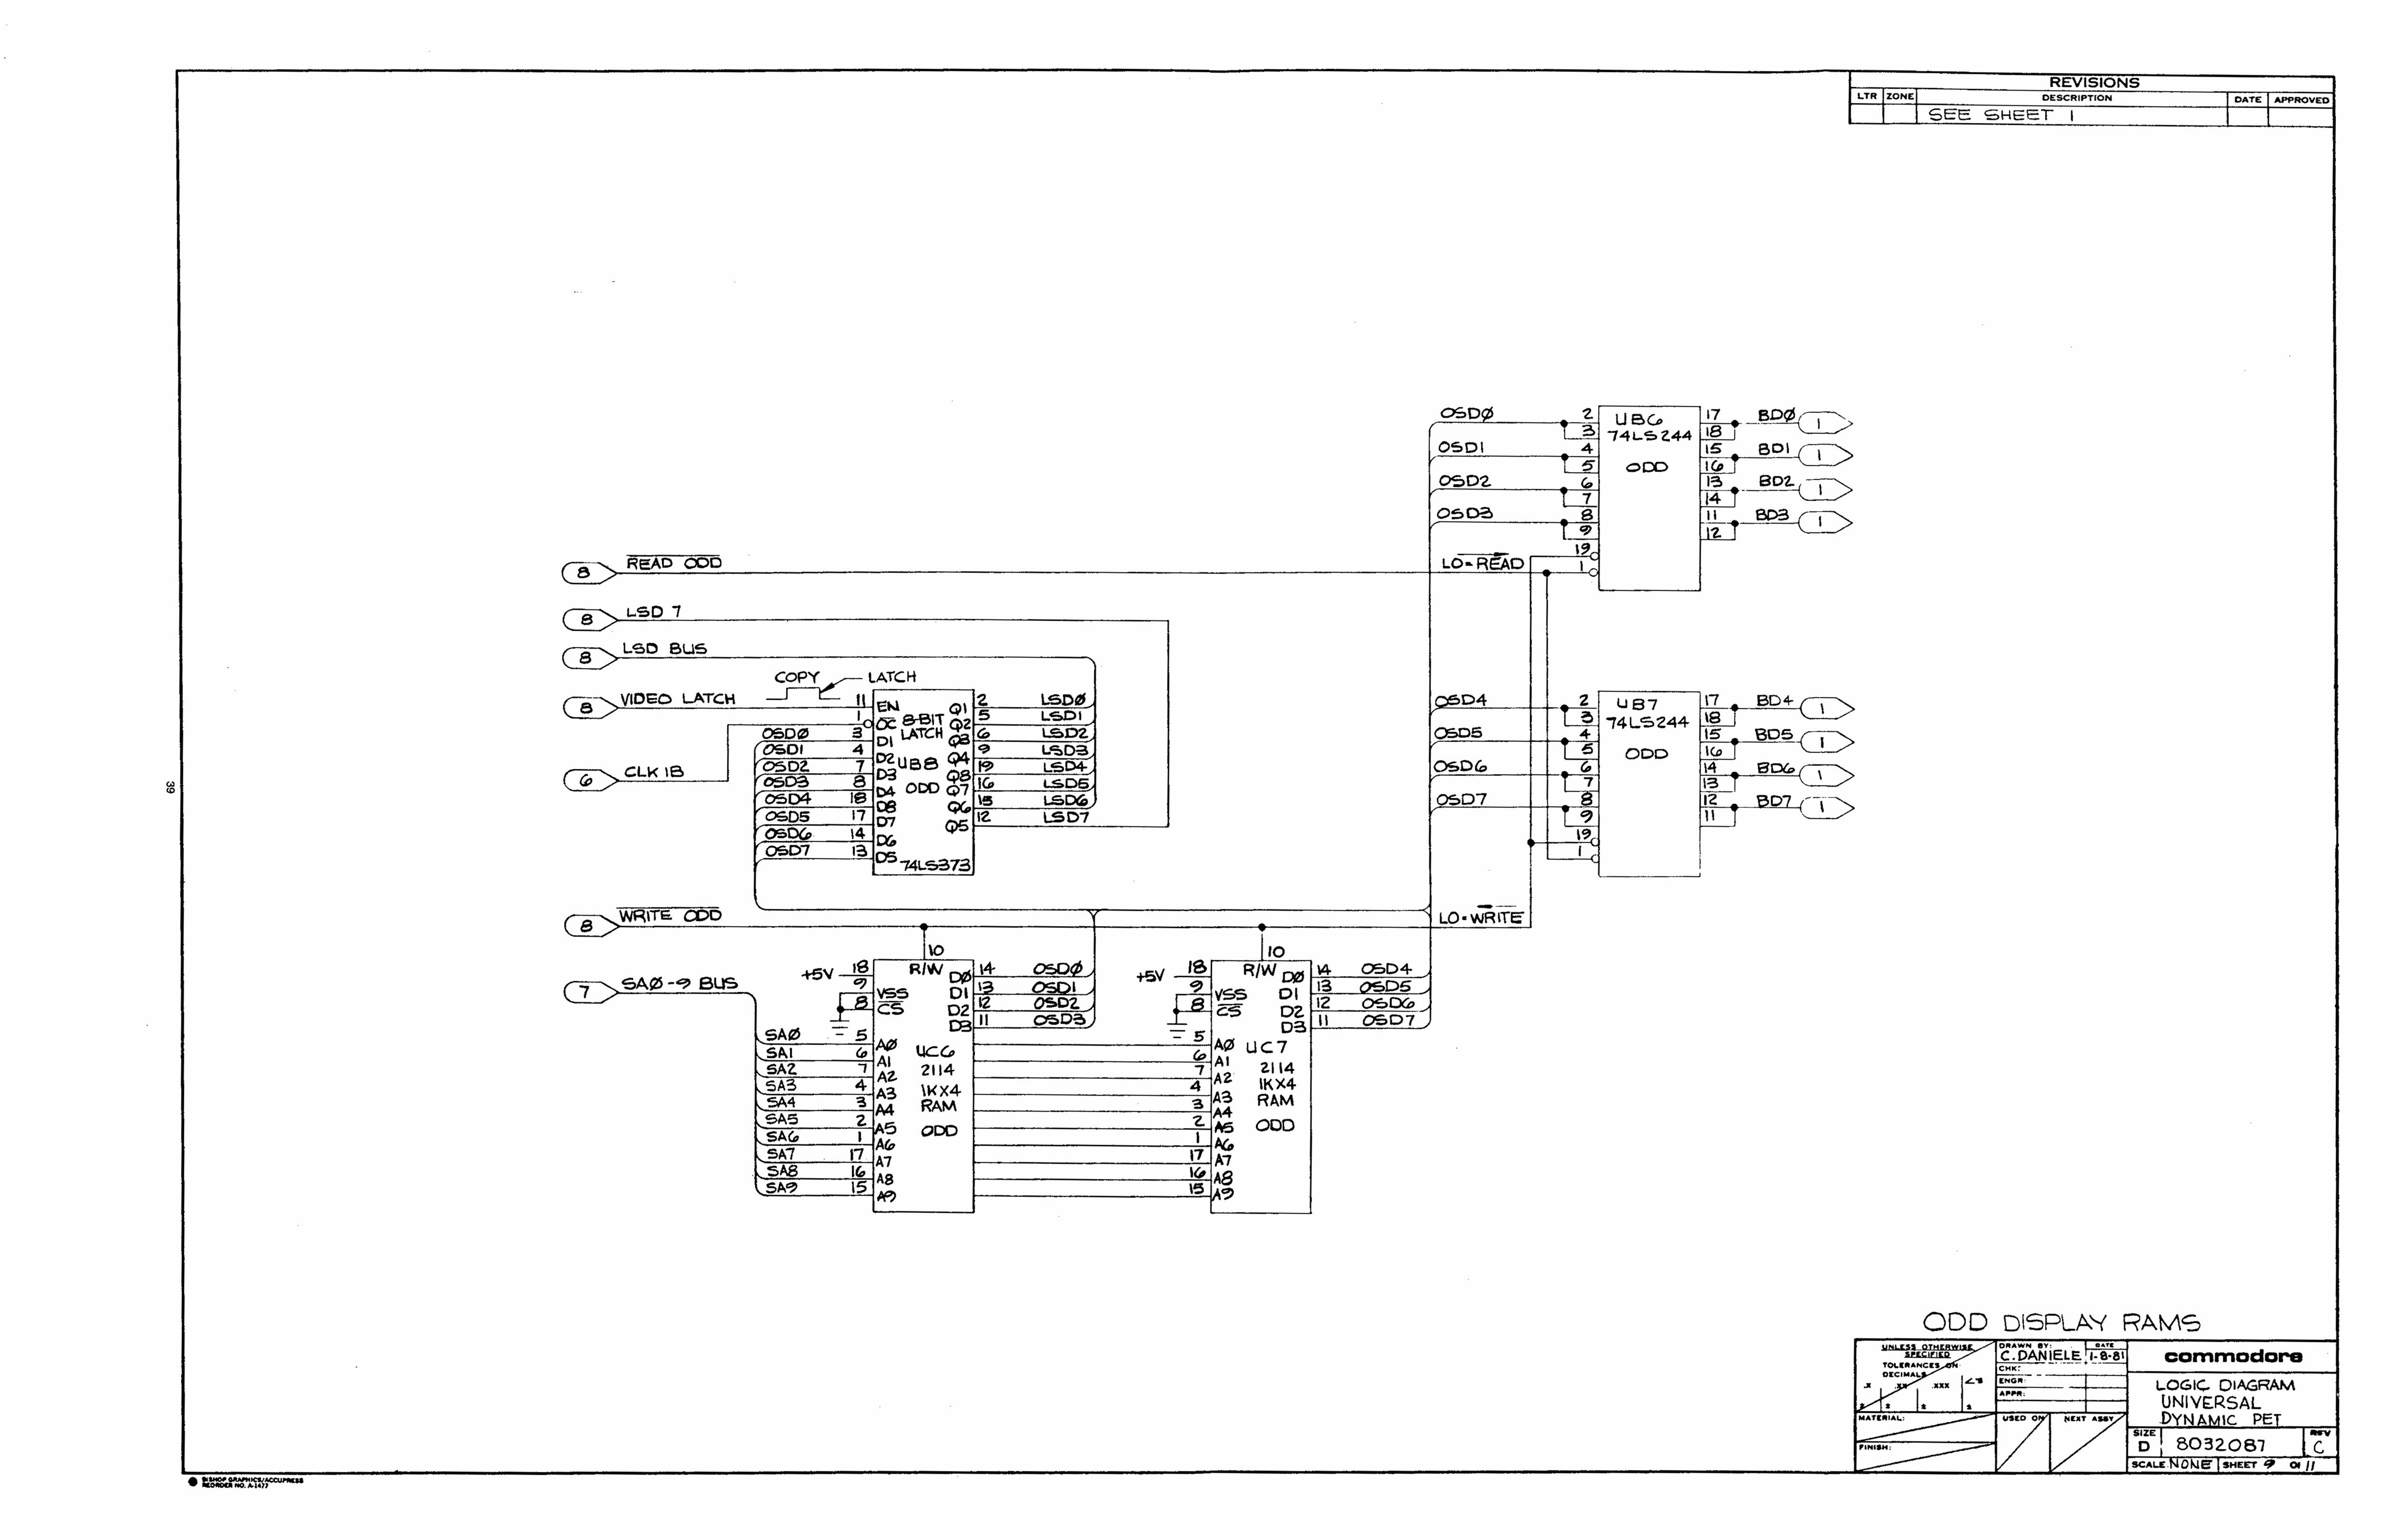 REVISIONS
LTR ZONE DESCRIPTION DATE APPROVED
SEE SHEET 1
OSDØ 2 UB6 17 BDØ 1
3 74LS244 18
OSD1 4 15 BD1 1
5 ODD 16
OSD2 6 13 BD2 1
7 14
OSD3 8 11 BD3 1
9 12
19
8 READ ODD LO=READ 1
8 LSD 7
8 LSD BUS
COPY LATCH
8 VIDEO LATCH 11 EN Q1 2 LSDØ
1 OC 8-BIT Q2 5 LSD1
OSDØ 3 D1 LATCH Q3 6 LSD2
OSD1 4 D2 UB8 Q4 9 LSD3
6 CLK 1B OSD2 7 D3 Q8 19 LSD4
OSD3 8 D4 ODD Q7 16 LSD5
OSD4 18 D8 Q6 15 LSD6
OSD5 17 D7 Q5 12 LSD7
OSD6 14 D6
OSD7 13 D5 74LS373
OSD4 2 UB7 17 BD4 1
3 74LS244 18
OSD5 4 15 BD5 1
5 ODD 16
OSD6 6 14 BD6 1
7 13
OSD7 8 12 BD7 1
9 11
19
1
39
8 WRITE ODD LO=WRITE
10 10
+5V 18 R/W DØ 14 OSDØ +5V 18 R/W DØ 14 OSD4
9 VSS D1 13 OSD1 9 VSS D1 13 OSD5
7 SAØ-9 BUS 8 CS D2 12 OSD2 8 CS D2 12 OSD6
D3 11 OSD3 D3 11 OSD7
SAØ 5 AØ UC6 5 AØ UC7
SA1 6 A1 6 A1
SA2 7 A2 2114 7 A2 2114
SA3 4 A3 1KX4 4 A3 1KX4
SA4 3 A4 RAM 3 A4 RAM
SA5 2 A5 ODD 2 A5 ODD
SA6 1 A6 1 A6
SA7 17 A7 17 A7
SA8 16 A8 16 A8
SA9 15 A9 15 A9
ODD DISPLAY RAMS
UNLESS OTHERWISE SPECIFIED
TOLERANCES ON
DECIMALS
.X .XX .XXX
MATERIAL:
FINISH:
DRAWN BY: DATE
C. DANIELE 1-8-81
CHK:
ENGR:
APPR:
USED ON NEXT ASSY
commodore
LOGIC DIAGRAM
UNIVERSAL
DYNAMIC PET
SIZE REV
D 8032087 C
SCALE NONE SHEET 9 OF 11
BISHOP GRAPHICS/ACCUPRESS
REORDER NO. A-1477